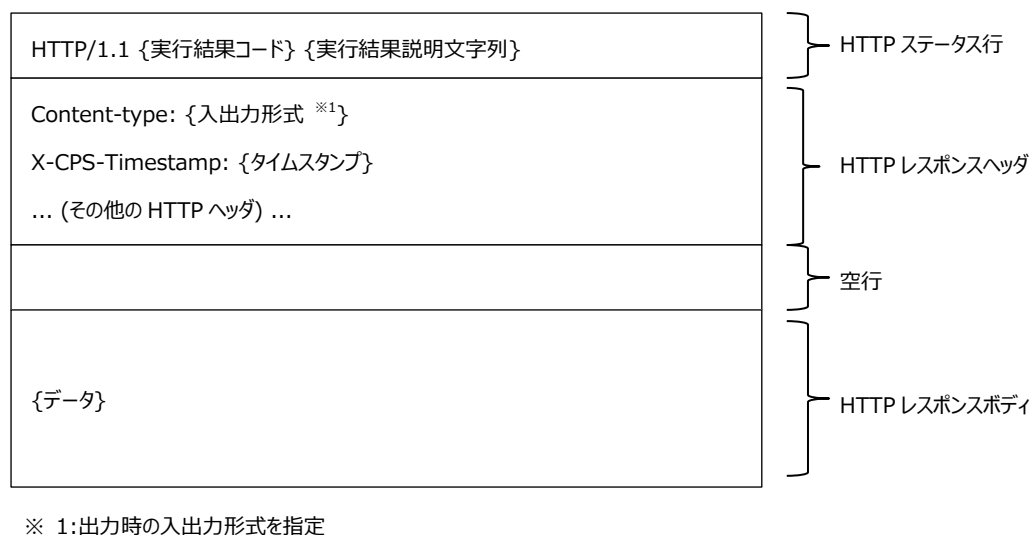 HTTP/1.1 {実行結果コード} {実行結果説明文字列}
HTTP ステータス行
Content-type: {入出力形式 ※1}
X-CPS-Timestamp: {タイムスタンプ}
HTTP レスポンスヘッダ
... (その他の HTTP ヘッダ) ...
空行
{データ}
HTTP レスポンスボディ
※ 1:出力時の入出力形式を指定